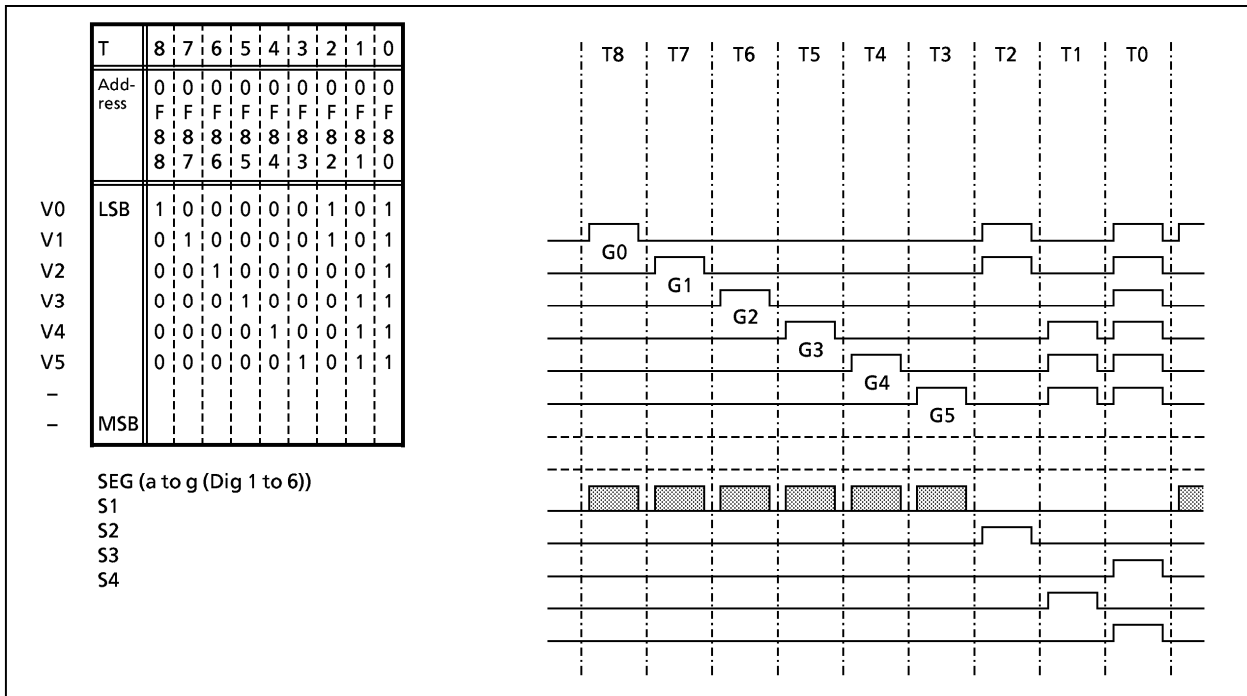 T 8 7 6 5 4 3 2 1 0
Add-
ress
0 0 0 0 0 0 0 0 0
F F F F F F F F F
8 8 8 8 8 8 8 8 8
8 7 6 5 4 3 2 1 0
V0 LSB 1 0 0 0 0 0 1 0 1
V1 0 1 0 0 0 0 1 0 1
V2 0 0 1 0 0 0 0 0 1
V3 0 0 0 1 0 0 0 1 1
V4 0 0 0 0 1 0 0 1 1
V5 0 0 0 0 0 1 0 1 1
–
– MSB
SEG (a to g (Dig 1 to 6))
S1
S2
S3
S4
T8 T7 T6 T5 T4 T3 T2 T1 T0
G0
G1
G2
G3
G4
G5